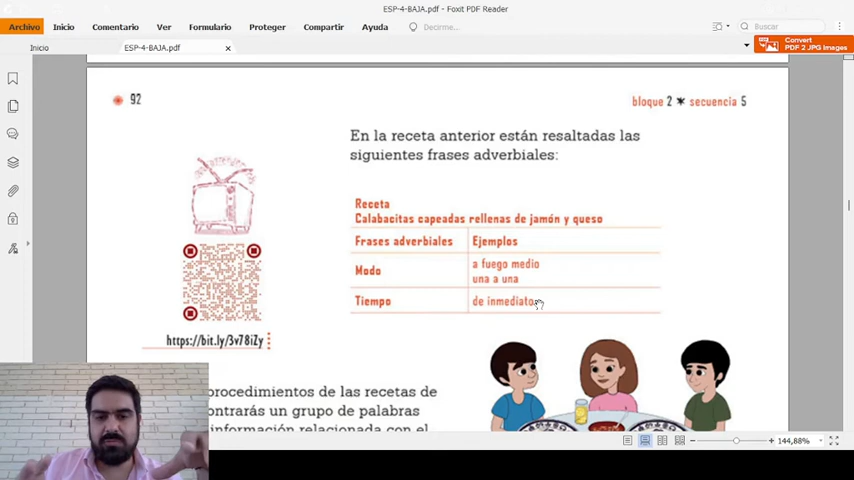 ESP-4-BAJA.pdf - Foxit PDF Reader
Archivo Inicio Comentario Ver Formulario Proteger Compartir Ayuda Decirme... Buscar
Inicio ESP-4-BAJA.pdf
Convert
PDF 2 JPG Images
92
bloque 2 secuencia 5
En la receta anterior están resaltadas las
siguientes frases adverbiales:
Receta
Calabacitas capeadas rellenas de jamón y queso
Frases adverbiales Ejemplos
Modo
a fuego medio
una a una
Tiempo de inmediato
https://bit.ly/3v78iZy
procedimientos de las recetas de
contrarás un grupo de palabras
información relacionada con el
144,88%